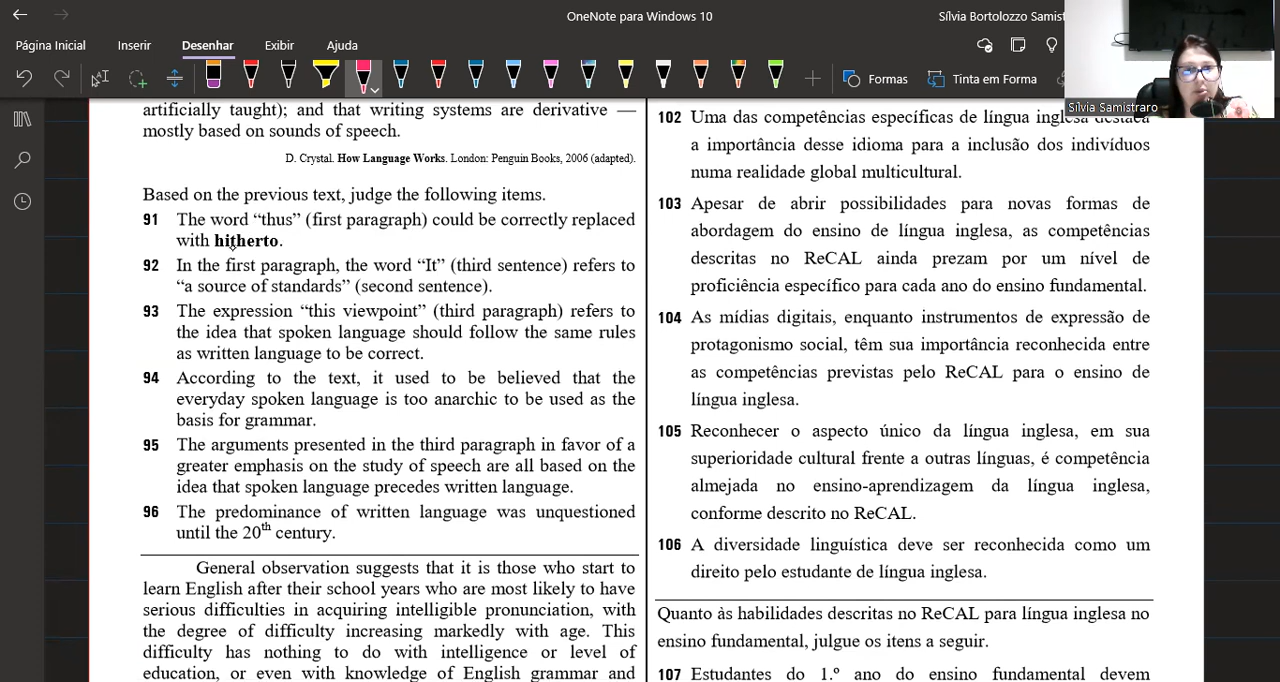 OneNote para Windows 10
Sílvia Bortolozzo Samist
Página Inicial Inserir Desenhar Exibir Ajuda
Formas Tinta em Forma
Sílvia Samistraro
artificially taught); and that writing systems are derivative —
mostly based on sounds of speech.
D. Crystal. How Language Works. London: Penguin Books, 2006 (adapted).
Based on the previous text, judge the following items.
91 The word “thus” (first paragraph) could be correctly replaced
with hitherto.
92 In the first paragraph, the word “It” (third sentence) refers to
“a source of standards” (second sentence).
93 The expression “this viewpoint” (third paragraph) refers to
the idea that spoken language should follow the same rules
as written language to be correct.
94 According to the text, it used to be believed that the
everyday spoken language is too anarchic to be used as the
basis for grammar.
95 The arguments presented in the third paragraph in favor of a
greater emphasis on the study of speech are all based on the
idea that spoken language precedes written language.
96 The predominance of written language was unquestioned
until the 20th century.
General observation suggests that it is those who start to
learn English after their school years who are most likely to have
serious difficulties in acquiring intelligible pronunciation, with
the degree of difficulty increasing markedly with age. This
difficulty has nothing to do with intelligence or level of
education, or even with knowledge of English grammar and
102 Uma das competências específicas de língua inglesa destaca
a importância desse idioma para a inclusão dos indivíduos
numa realidade global multicultural.
103 Apesar de abrir possibilidades para novas formas de
abordagem do ensino de língua inglesa, as competências
descritas no ReCAL ainda prezam por um nível de
proficiência específico para cada ano do ensino fundamental.
104 As mídias digitais, enquanto instrumentos de expressão de
protagonismo social, têm sua importância reconhecida entre
as competências previstas pelo ReCAL para o ensino de
língua inglesa.
105 Reconhecer o aspecto único da língua inglesa, em sua
superioridade cultural frente a outras línguas, é competência
almejada no ensino-aprendizagem da língua inglesa,
conforme descrito no ReCAL.
106 A diversidade linguística deve ser reconhecida como um
direito pelo estudante de língua inglesa.
Quanto às habilidades descritas no ReCAL para língua inglesa no
ensino fundamental, julgue os itens a seguir.
107 Estudantes do 1.º ano do ensino fundamental devem